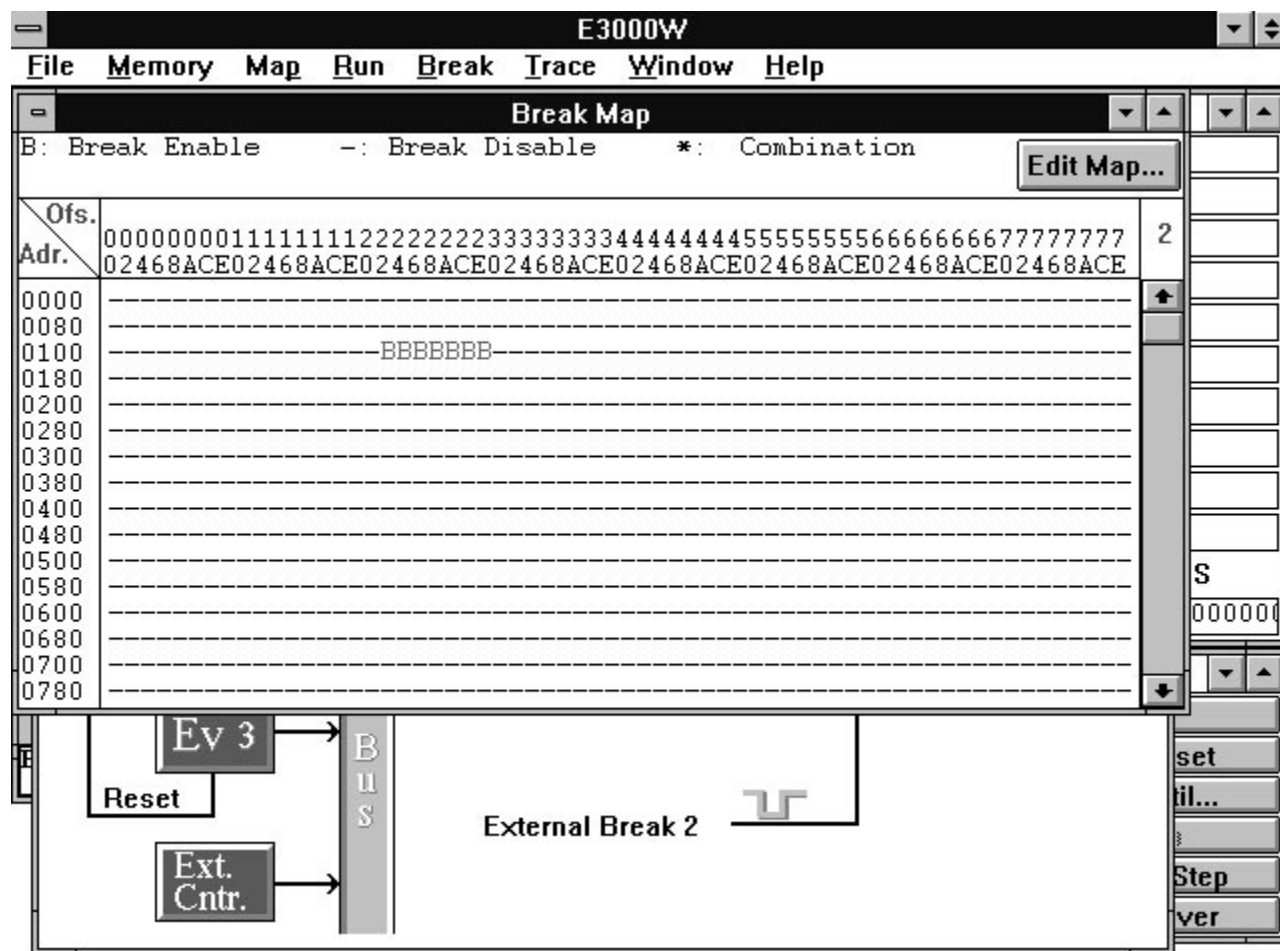 E3000W
File Memory Map Run Break Trace Window Help
Break Map
B: Break Enable -: Break Disable *: Combination
Edit Map...
Ofs.
Adr.
0000000011111111222222223333333344444444555555556666666677777777
02468ACE02468ACE02468ACE02468ACE02468ACE02468ACE02468ACE02468ACE
2
0000 ----------------------------------------------------------------
0080 ----------------------------------------------------------------
0100 -----------------BBBBBBB----------------------------------------
0180 ----------------------------------------------------------------
0200 ----------------------------------------------------------------
0280 ----------------------------------------------------------------
0300 ----------------------------------------------------------------
0380 ----------------------------------------------------------------
0400 ----------------------------------------------------------------
0480 ----------------------------------------------------------------
0500 ----------------------------------------------------------------
0580 ----------------------------------------------------------------
0600 ----------------------------------------------------------------
0680 ----------------------------------------------------------------
0700 ----------------------------------------------------------------
0780 ----------------------------------------------------------------
S
000000
Ev 3
Bus
Reset
External Break 2
Ext.
Cntr.
set
til...
Step
ver